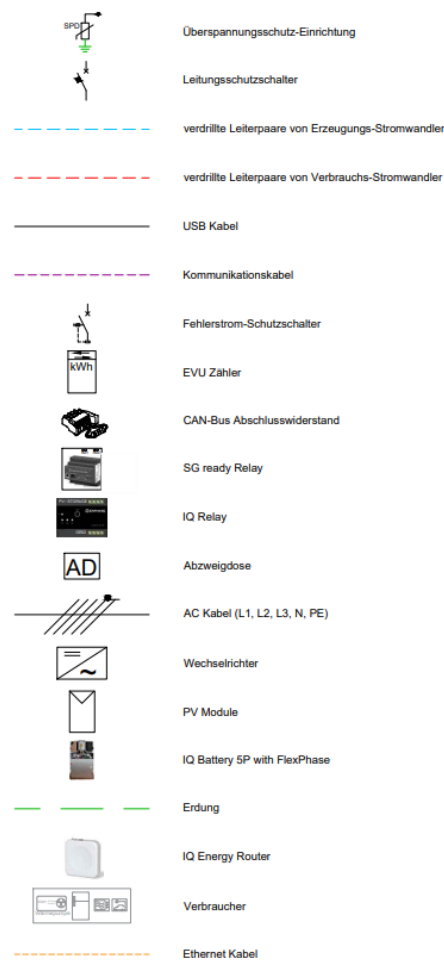 SPD
Überspannungsschutz-Einrichtung
Leitungsschutzschalter
verdrillte Leiterpaare von Erzeugungs-Stromwandler
verdrillte Leiterpaare von Verbrauchs-Stromwandler
USB Kabel
Kommunikationskabel
Fehlerstrom-Schutzschalter
kWh
EVU Zähler
CAN-Bus Abschlusswiderstand
SG ready Relay
IQ Relay
AD
Abzweigdose
AC Kabel (L1, L2, L3, N, PE)
Wechselrichter
PV Module
IQ Battery 5P with FlexPhase
Erdung
IQ Energy Router
Verbraucher
Ethernet Kabel